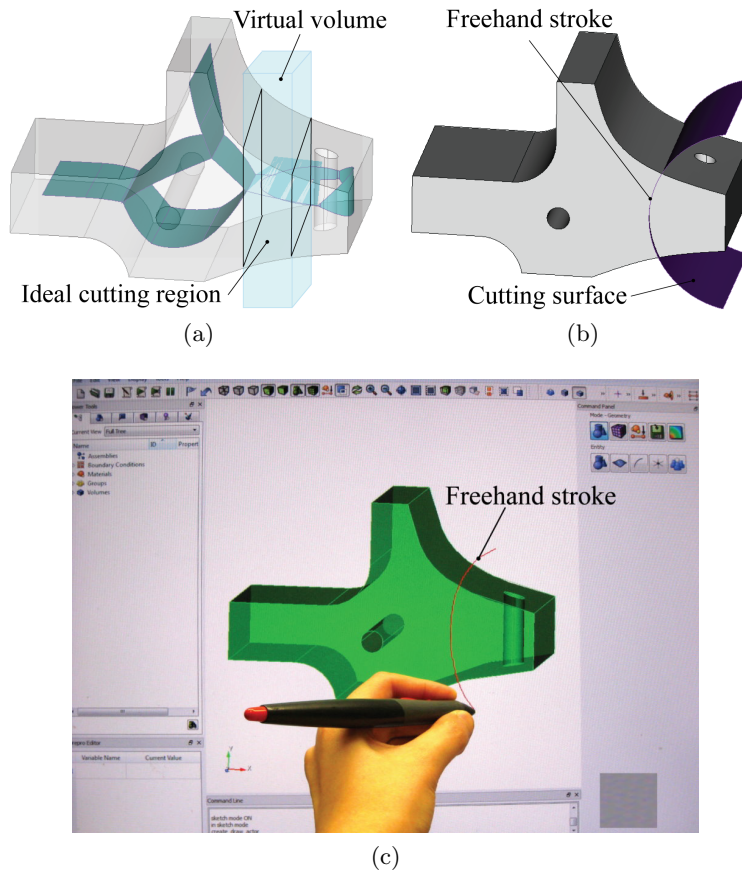 Virtual volume
Freehand stroke
Ideal cutting region
Cutting surface
(a)
(b)
Command Panel
Mode - Geometry
Entity
Current View
Full Tree
Name
ID
Assemblies
Boundary Conditions
Materials
Groups
Volumes
Freehand stroke
Variable Name
Current Value
Command Line
sketch mode ON
in sketch mode
(c)